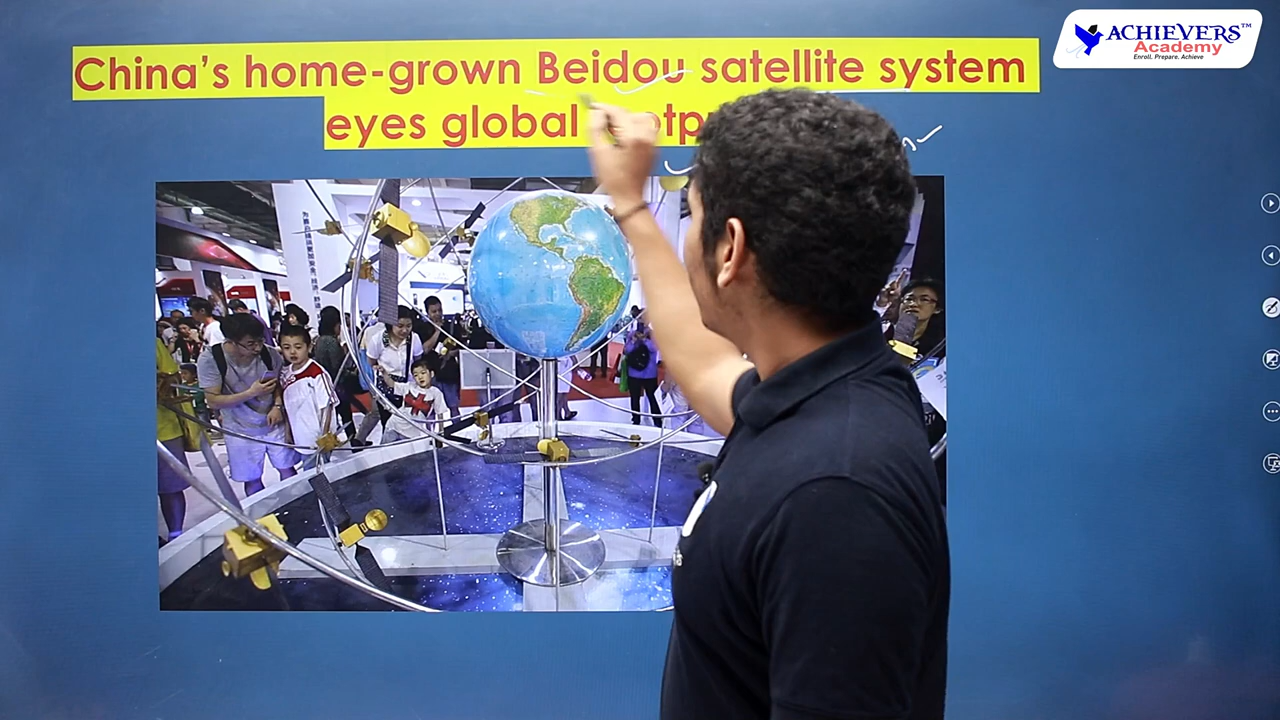 China's home-grown Beidou satellite system
eyes global
ACHIEVERS™
Academy
Enroll. Prepare. Achieve